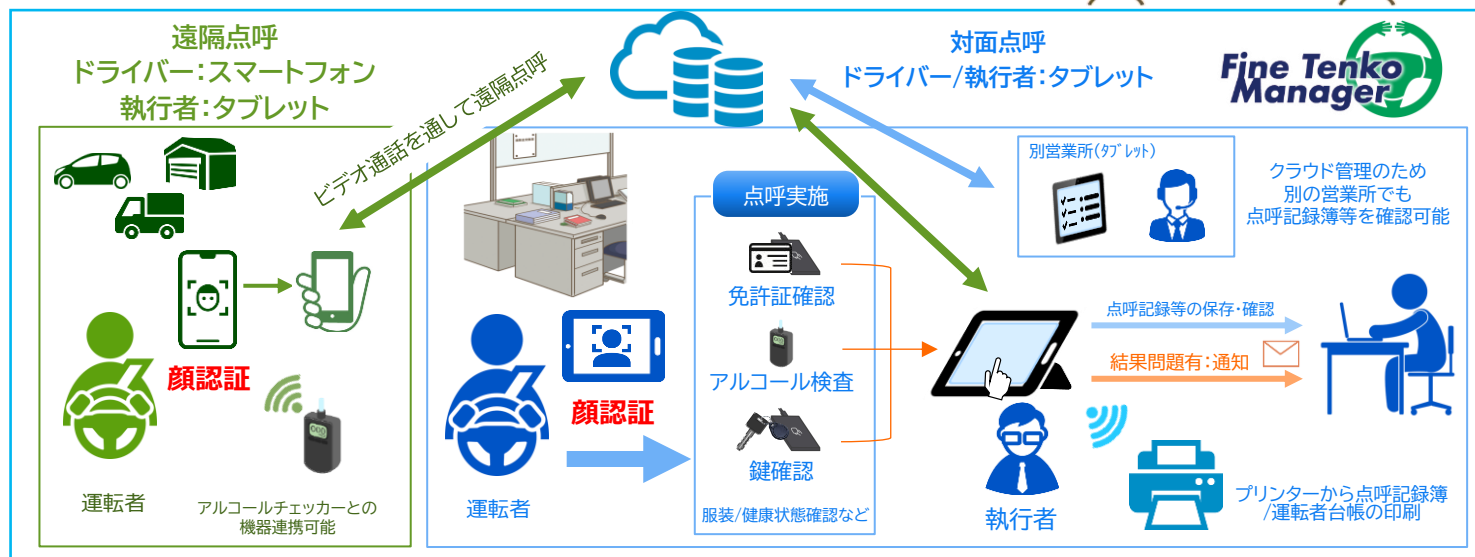 遠隔点呼
ドライバー：スマートフォン
執行者：タブレット
ビデオ通話を通して遠隔点呼
顔認証
運転者
アルコールチェッカーとの
機器連携可能
対面点呼
ドライバー/執行者：タブレット
Fine Tenko
Manager
別営業所(ﾀﾌﾞﾚｯﾄ)
クラウド管理のため
別の営業所でも
点呼記録簿等を確認可能
顔認証
運転者
点呼実施
免許証確認
アルコール検査
鍵確認
服装/健康状態確認など
点呼記録等の保存・確認
結果問題有：通知
執行者
プリンターから点呼記録簿
/運転者台帳の印刷